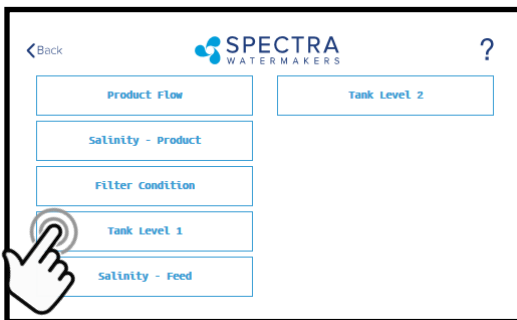 Back
SPECTRA
WATERMAKERS
?
Product Flow
Tank Level 2
Salinity - Product
Filter Condition
Tank Level 1
Salinity - Feed